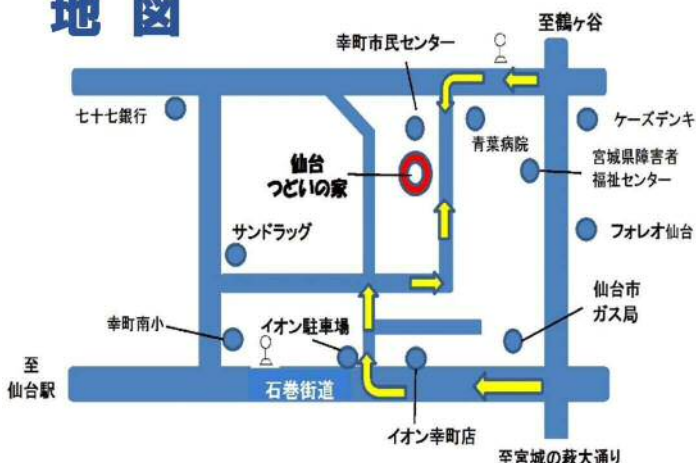 地 図
至鶴ヶ谷
幸町市民センター
七十七銀行
ケーズデンキ
青葉病院
宮城県障害者
福祉センター
仙台
つどいの家
サンドラッグ
フォレオ仙台
仙台市
ガス局
幸町南小
イオン駐車場
至
仙台駅
石巻街道
イオン幸町店
至宮城の萩大通り